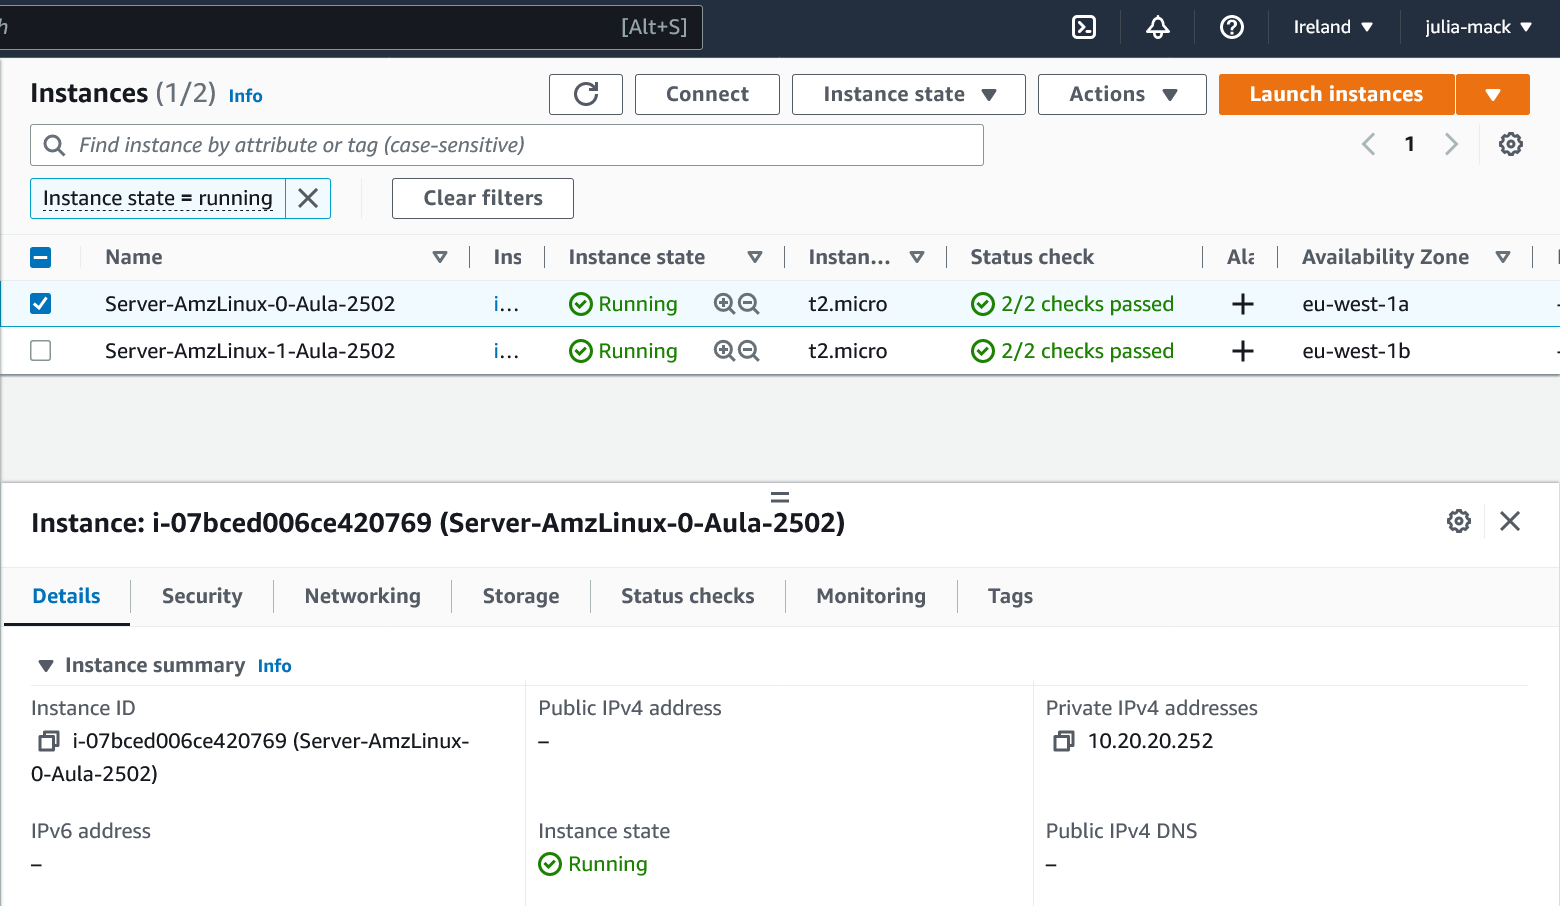 [Alt+S]
Ireland
julia-mack
Instances (1/2) Info
Connect
Instance state
Actions
Launch instances
Find instance by attribute or tag (case-sensitive)
1
Instance state = running
Clear filters
Name
Ins
Instance state
Instan...
Status check
Ala
Availability Zone
Server-AmzLinux-0-Aula-2502
i...
Running
t2.micro
2/2 checks passed
eu-west-1a
Server-AmzLinux-1-Aula-2502
i...
Running
t2.micro
2/2 checks passed
eu-west-1b
Instance: i-07bced006ce420769 (Server-AmzLinux-0-Aula-2502)
Details
Security
Networking
Storage
Status checks
Monitoring
Tags
Instance summary Info
Instance ID
i-07bced006ce420769 (Server-AmzLinux-
0-Aula-2502)
Public IPv4 address
–
Private IPv4 addresses
10.20.20.252
IPv6 address
–
Instance state
Running
Public IPv4 DNS
–